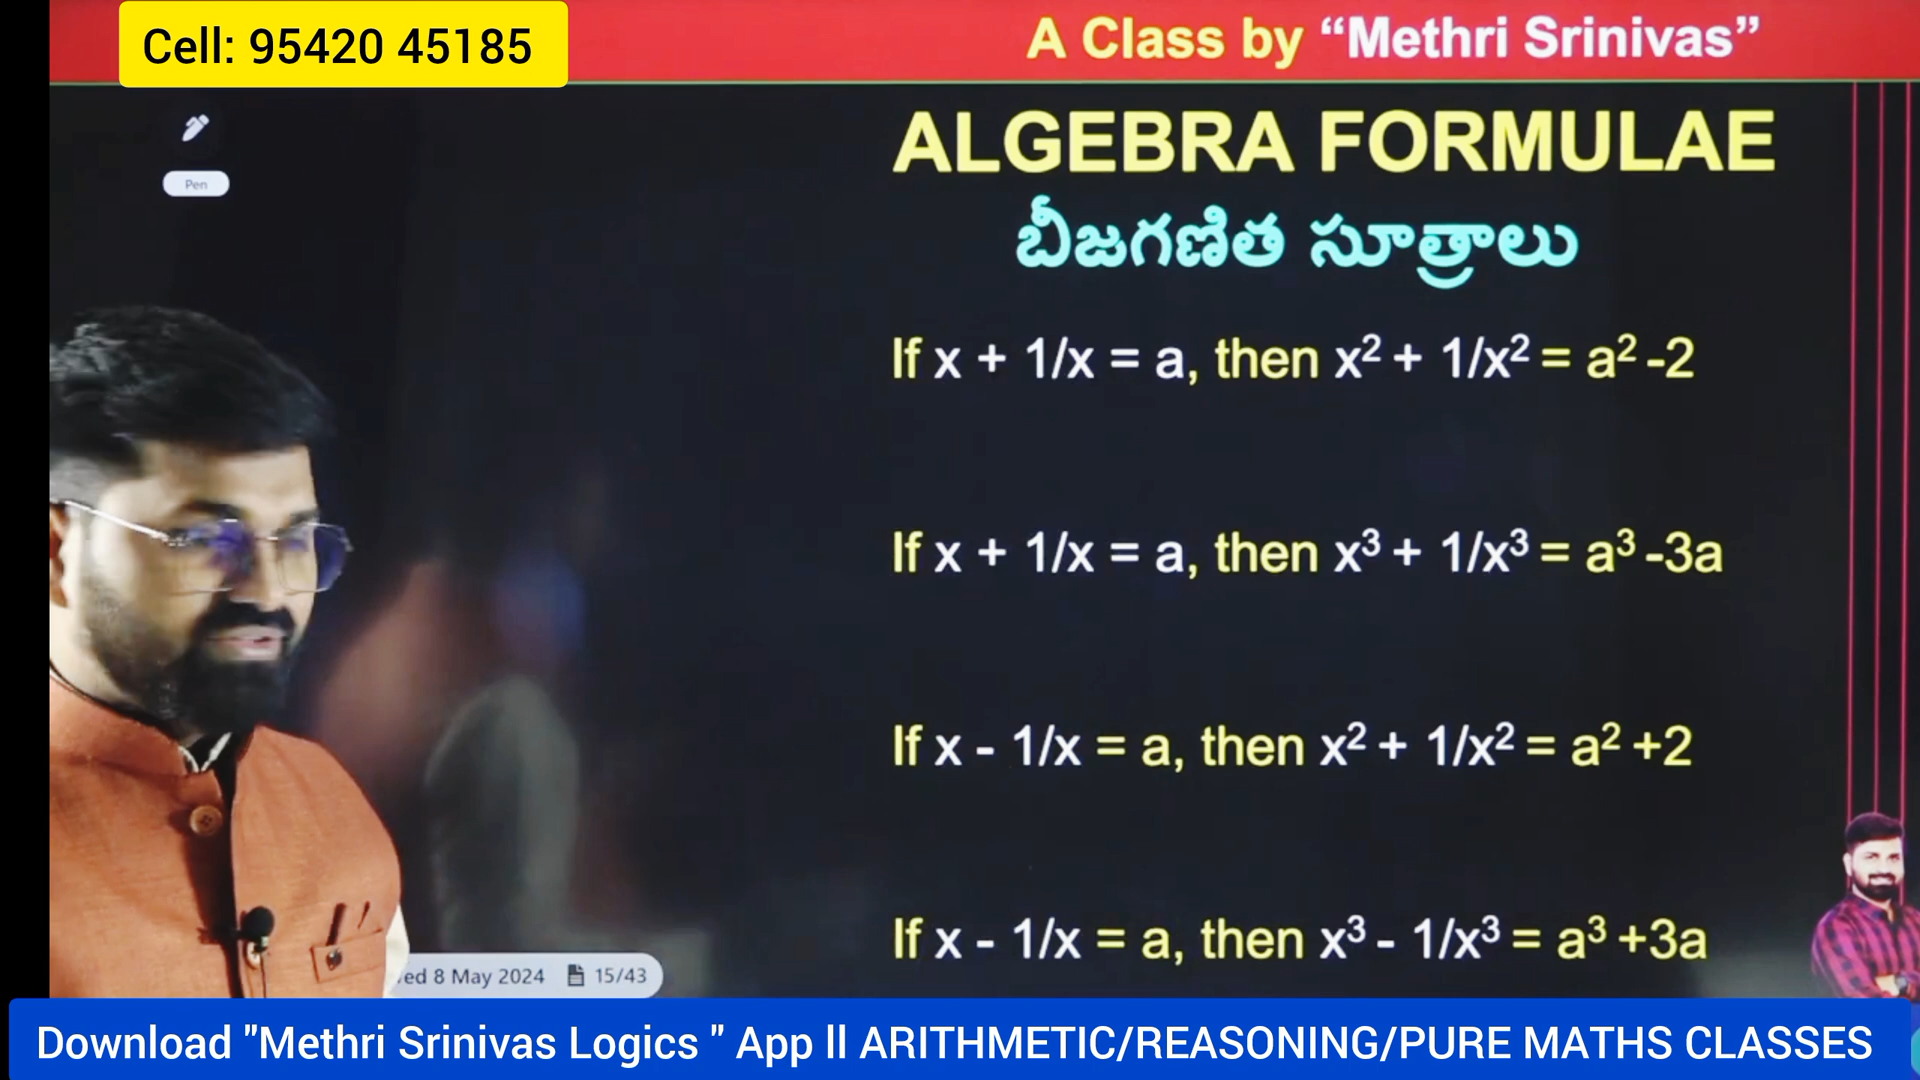 Cell: 95420 45185
A Class by “Methri Srinivas”
Pen
ALGEBRA FORMULAE
బీజగణిత సూత్రాలు
If x + 1/x = a, then x² + 1/x² = a² -2
If x + 1/x = a, then x³ + 1/x³ = a³ -3a
If x - 1/x = a, then x² + 1/x² = a² +2
If x - 1/x = a, then x³ - 1/x³ = a³ +3a
ed 8 May 2024 15/43
Download "Methri Srinivas Logics " App ll ARITHMETIC/REASONING/PURE MATHS CLASSES